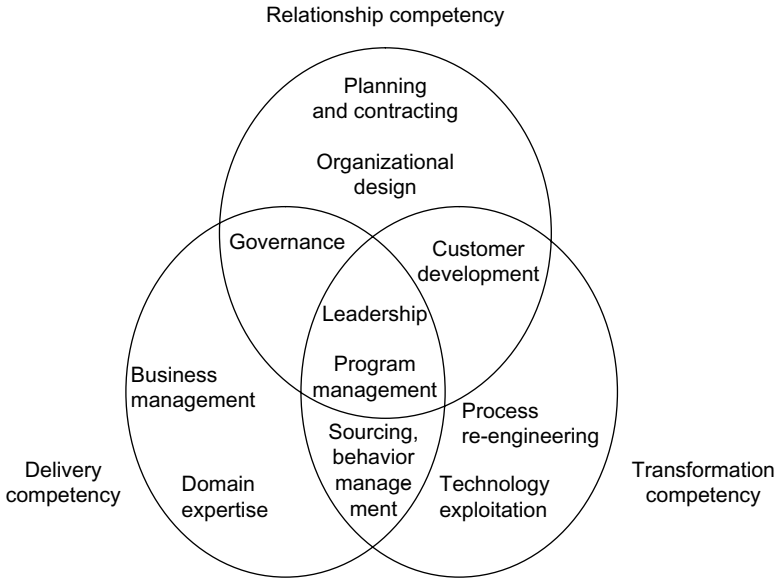 Relationship competency
Planning
and contracting
Organizational
design
Governance
Customer
development
Leadership
Program
management
Business
management
Process
re-engineering
Sourcing,
behavior
manage
ment
Delivery
competency
Domain
expertise
Technology
exploitation
Transformation
competency